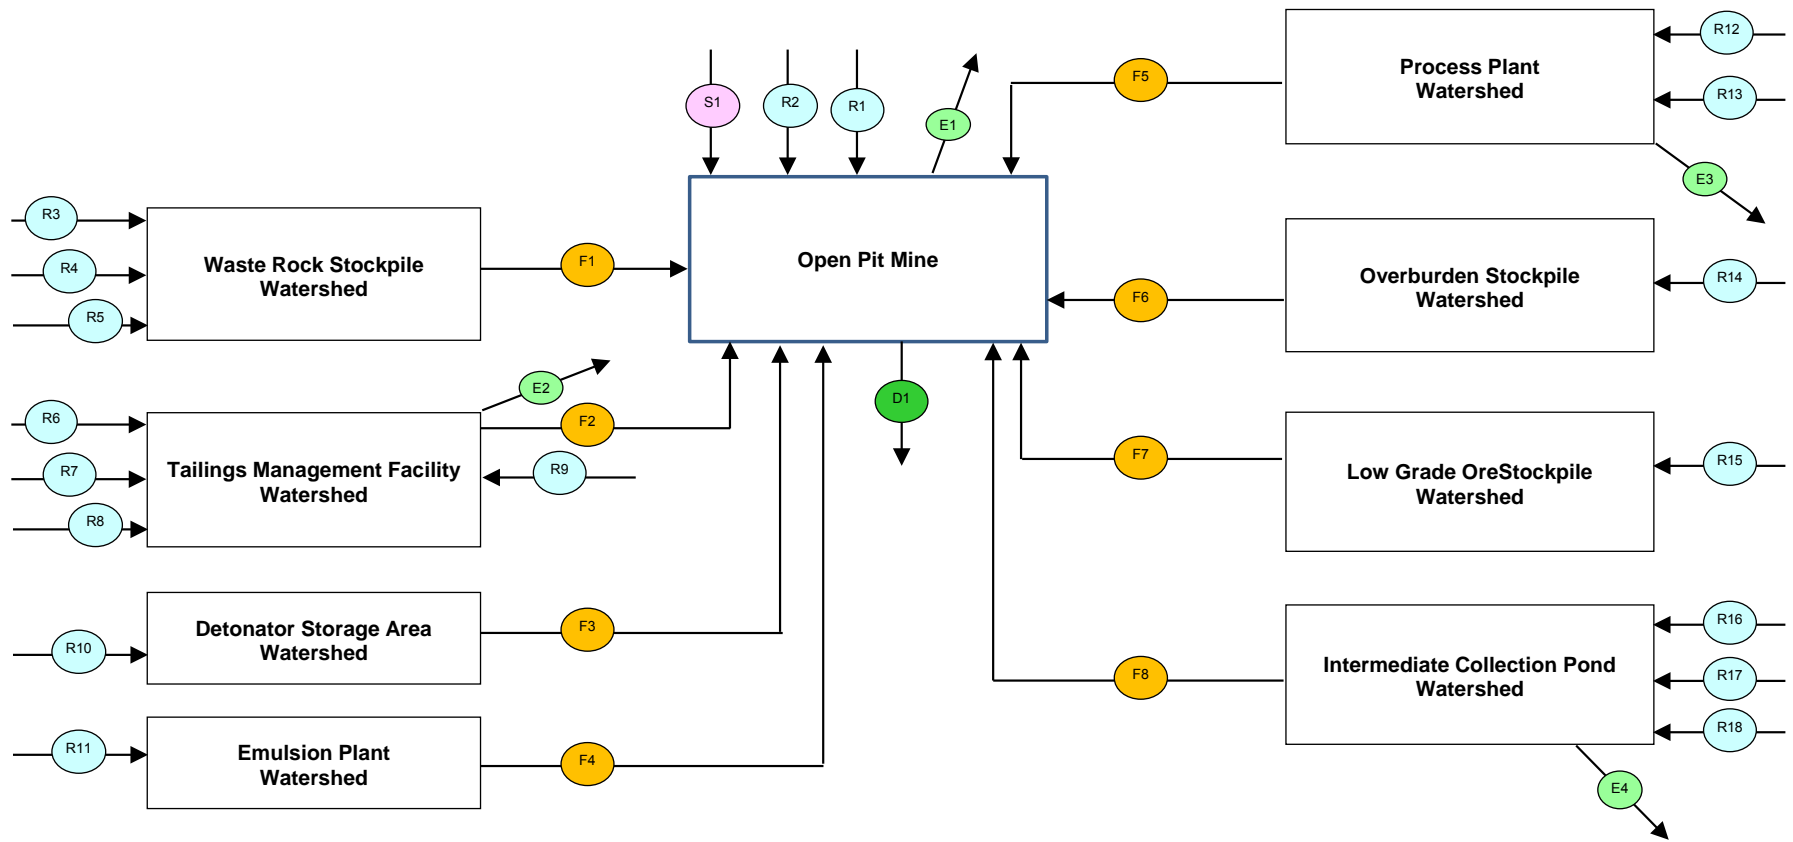 R12
S1
R2
R1
E1
F5
Process Plant
Watershed
R13
E3
R3
R4
R5
Waste Rock Stockpile
Watershed
F1
Open Pit Mine
F6
Overburden Stockpile
Watershed
R14
E2
D1
R6
R7
R8
Tailings Management Facility
Watershed
F2
R9
F7
Low Grade OreStockpile
Watershed
R15
R10
Detonator Storage Area
Watershed
F3
R11
Emulsion Plant
Watershed
F4
F8
Intermediate Collection Pond
Watershed
R16
R17
R18
E4